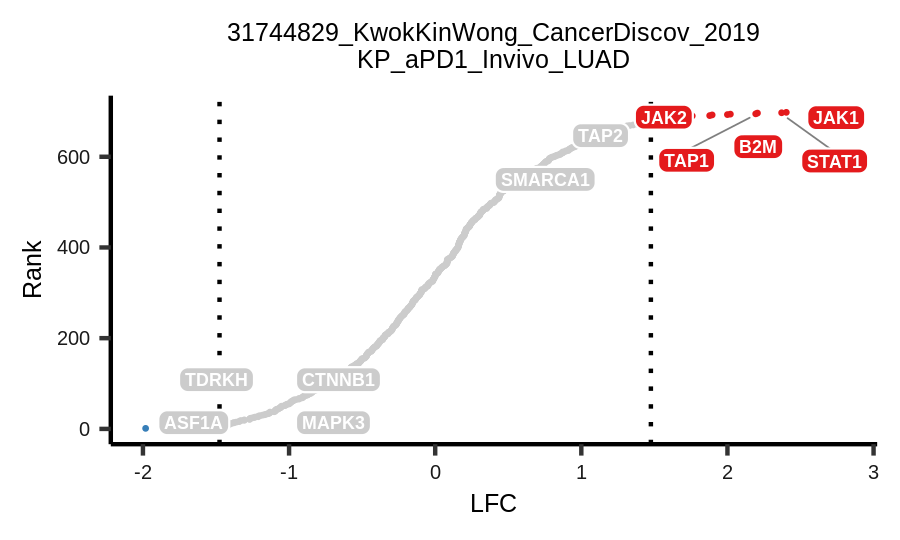 31744829_KwokKinWong_CancerDiscov_2019
KP_aPD1_Invivo_LUAD
Rank
600
400
200
0
JAK2
JAK1
TAP2
B2M
TAP1
STAT1
SMARCA1
TDRKH
CTNNB1
ASF1A
MAPK3
-2
-1
0
1
2
3
LFC